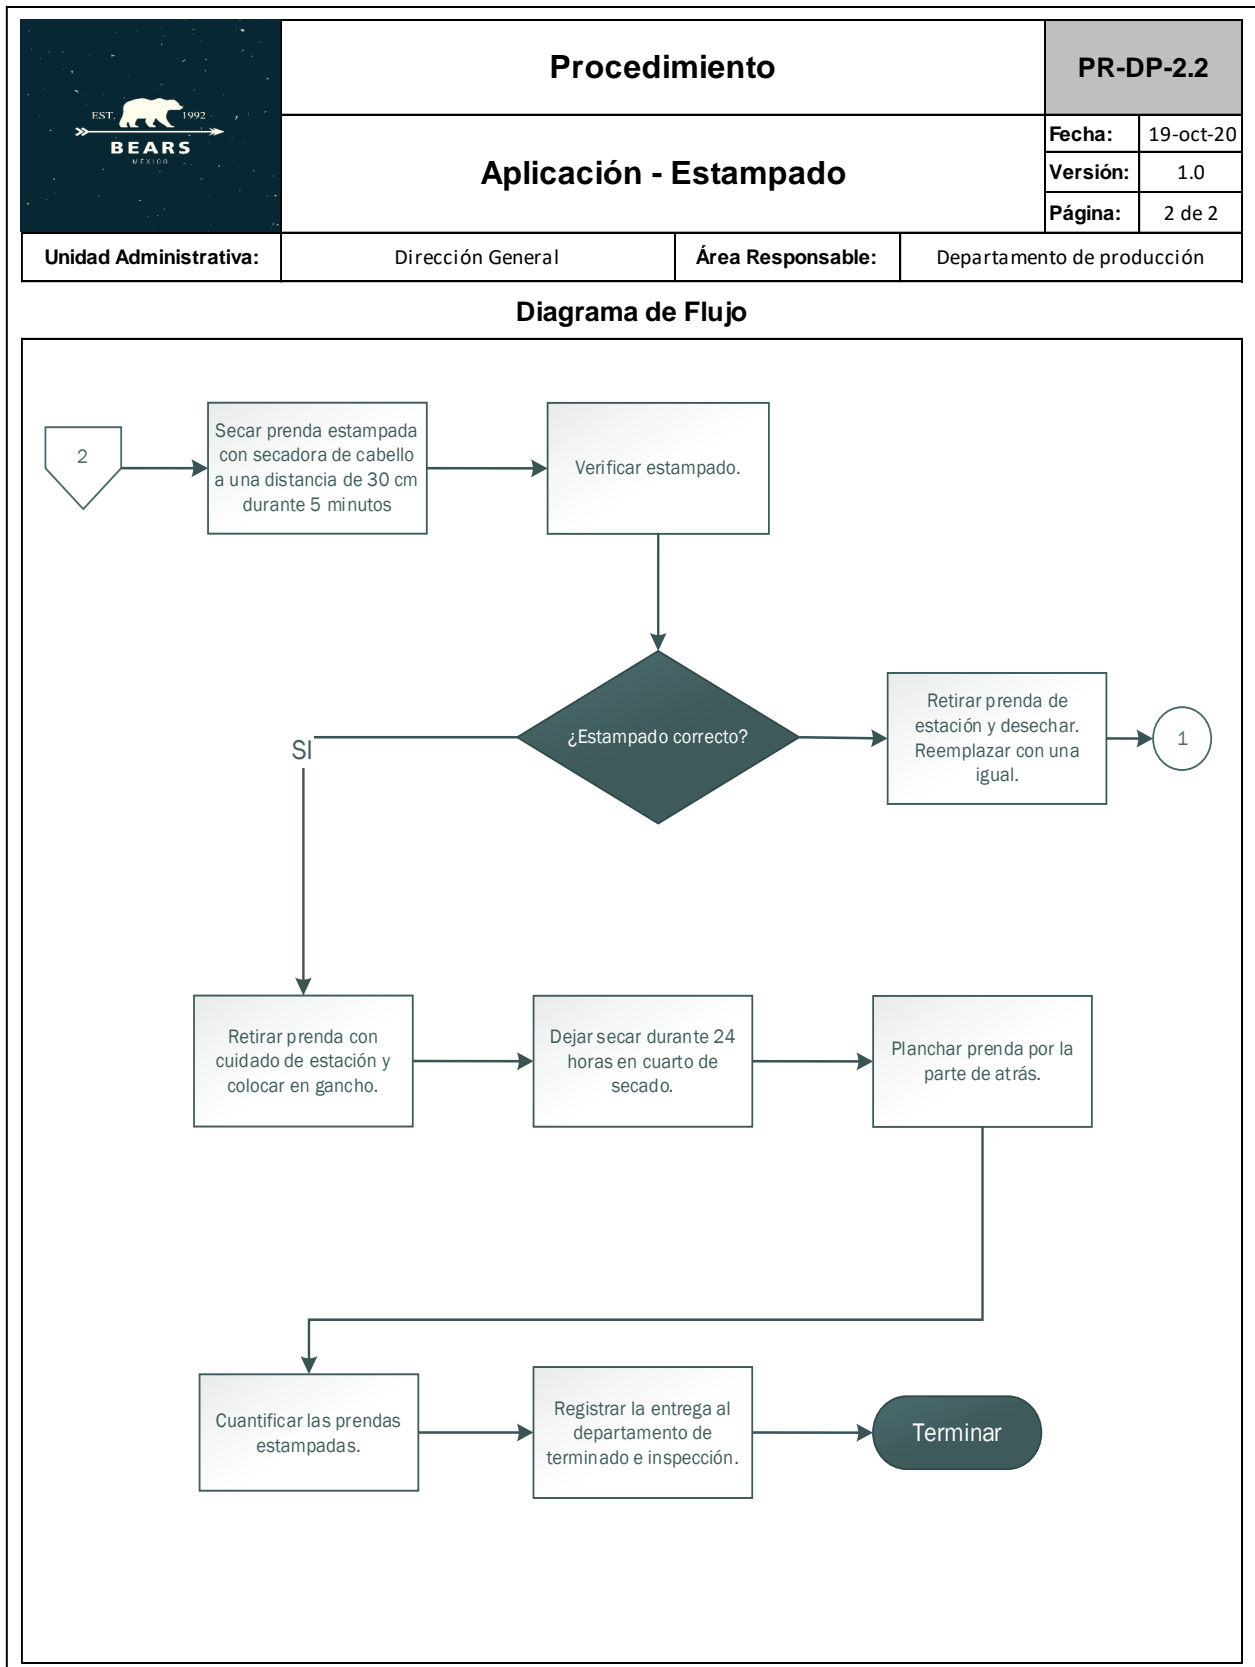 EST. 1992
BEARS
MÉXICO
Procedimiento
PR-DP-2.2
Aplicación - Estampado
Fecha: 19-oct-20
Versión: 1.0
Página: 2 de 2
Unidad Administrativa: Dirección General Área Responsable: Departamento de producción
Diagrama de Flujo
2
Secar prenda estampada
con secadora de cabello
a una distancia de 30 cm
durante 5 minutos
Verificar estampado.
¿Estampado correcto?
SI
Retirar prenda de
estación y desechar.
Reemplazar con una
igual.
1
Retirar prenda con
cuidado de estación y
colocar en gancho.
Dejar secar durante 24
horas en cuarto de
secado.
Planchar prenda por la
parte de atrás.
Cuantificar las prendas
estampadas.
Registrar la entrega al
departamento de
terminado e inspección.
Terminar